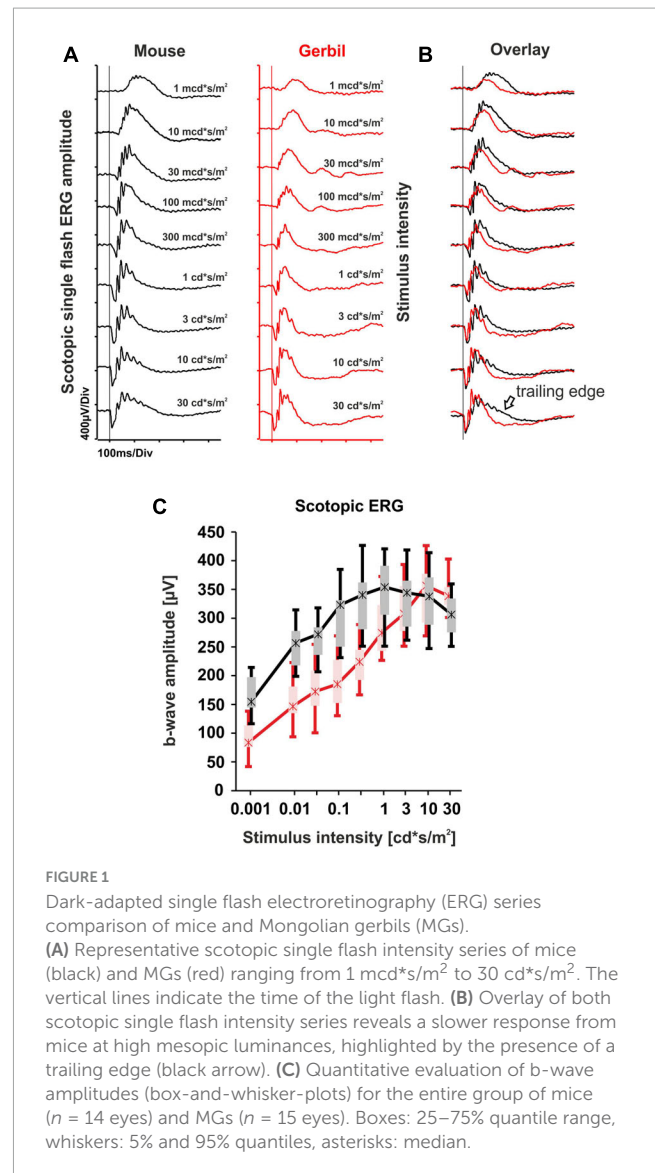 A
Mouse
Gerbil
B
Overlay
Scotopic single flash ERG amplitude
1 mcd*s/m²
10 mcd*s/m²
30 mcd*s/m²
100 mcd*s/m²
300 mcd*s/m²
1 cd*s/m²
3 cd*s/m²
10 cd*s/m²
30 cd*s/m²
400µV/Div
100ms/Div
1 mcd*s/m²
10 mcd*s/m²
30 mcd*s/m²
100 mcd*s/m²
300 mcd*s/m²
1 cd*s/m²
3 cd*s/m²
10 cd*s/m²
30 cd*s/m²
Stimulus intensity
trailing edge
C
Scotopic ERG
b-wave amplitude [µV]
450
400
350
300
250
200
150
100
50
0
0.001 0.01 0.1 1 3 10 30
Stimulus intensity [cd*s/m²]
FIGURE 1
Dark-adapted single flash electroretinography (ERG) series
comparison of mice and Mongolian gerbils (MGs).
(A) Representative scotopic single flash intensity series of mice
(black) and MGs (red) ranging from 1 mcd*s/m² to 30 cd*s/m². The
vertical lines indicate the time of the light flash. (B) Overlay of both
scotopic single flash intensity series reveals a slower response from
mice at high mesopic luminances, highlighted by the presence of a
trailing edge (black arrow). (C) Quantitative evaluation of b-wave
amplitudes (box-and-whisker-plots) for the entire group of mice
(n = 14 eyes) and MGs (n = 15 eyes). Boxes: 25–75% quantile range,
whiskers: 5% and 95% quantiles, asterisks: median.